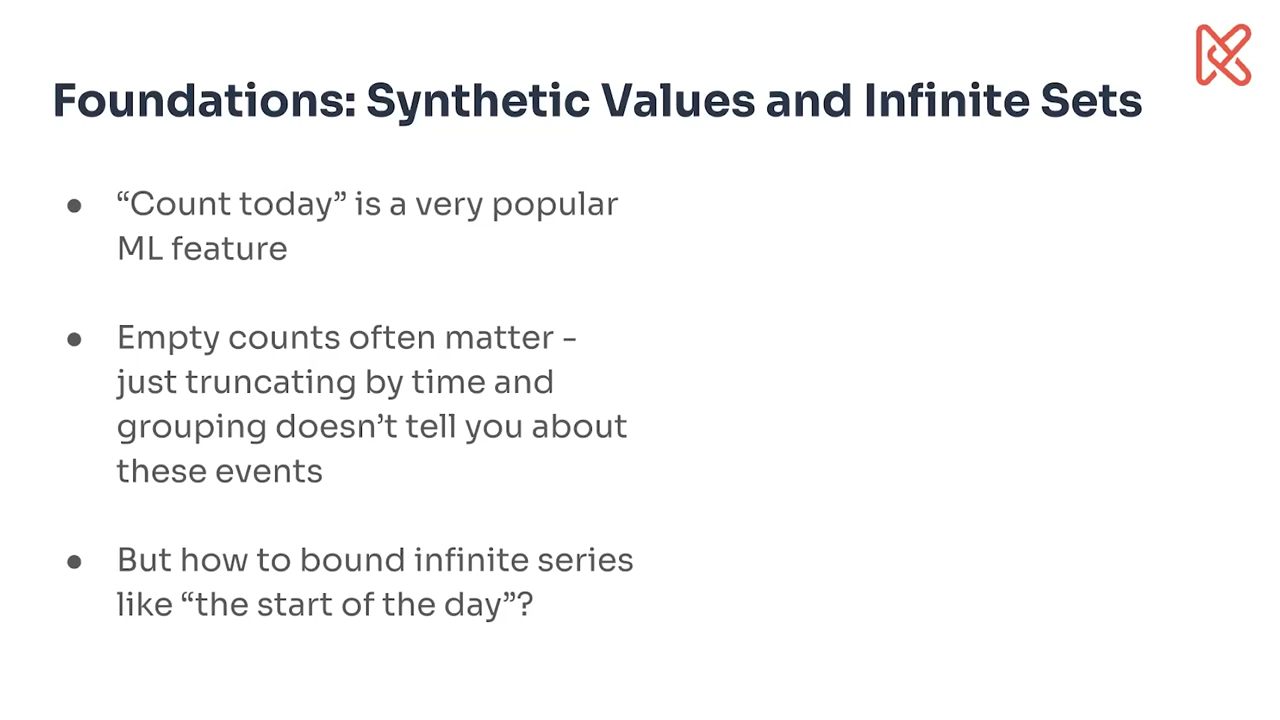 Foundations: Synthetic Values and Infinite Sets
● “Count today” is a very popular
ML feature
● Empty counts often matter -
just truncating by time and
grouping doesn’t tell you about
these events
● But how to bound infinite series
like “the start of the day”?